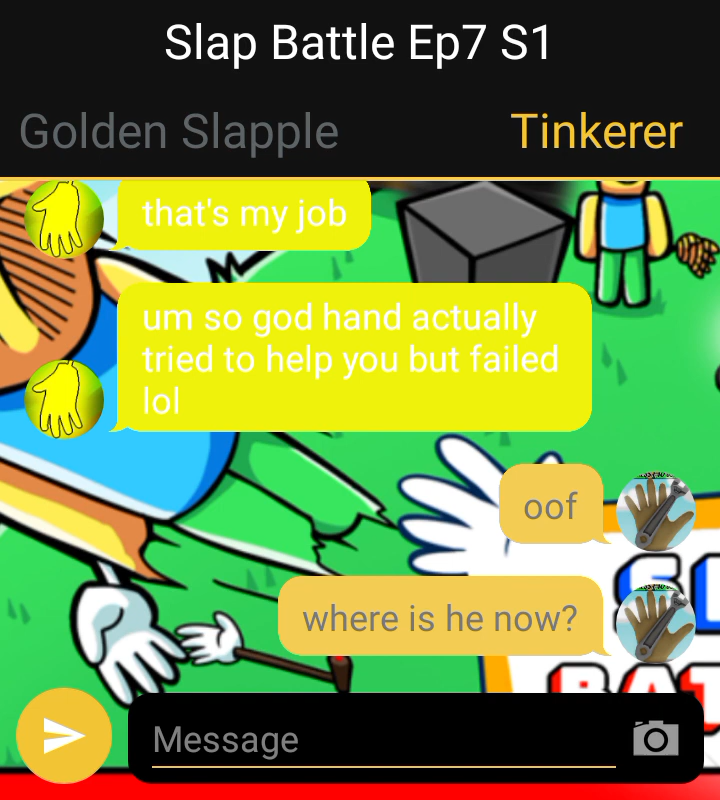 Slap Battle Ep7 S1
Golden Slapple
Tinkerer
that's my job
um so god hand actually
tried to help you but failed
lol
oof
where is he now?
Message